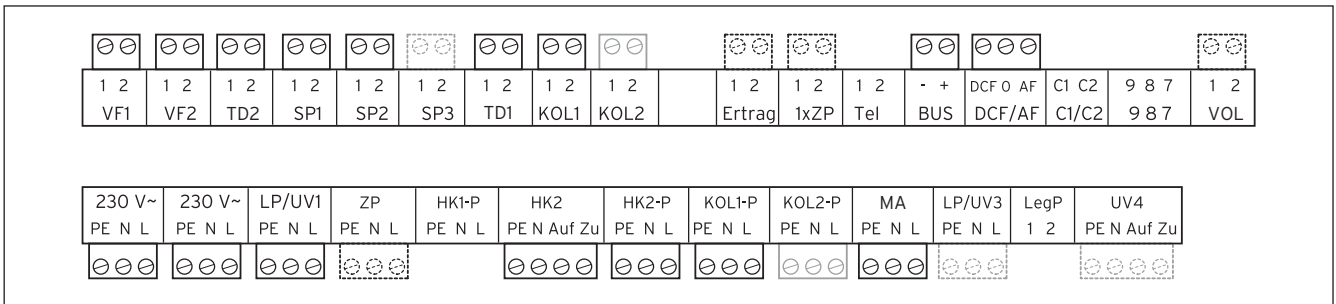 1 2 1 2 1 2 1 2 1 2 1 2 1 2 1 2 1 2 1 2 1 2 1 2 - + DCF O AF C1 C2 9 8 7 1 2
VF1 VF2 TD2 SP1 SP2 SP3 TD1 KOL1 KOL2 Ertrag 1xZP Tel BUS DCF/AF C1/C2 9 8 7 VOL
230 V~ 230 V~ LP/UV1 ZP HK1-P HK2 HK2-P KOL1-P KOL2-P MA LP/UV3 LegP UV4
PE N L PE N L PE N L PE N L PE N L PE N Auf Zu PE N L PE N L PE N L PE N L PE N L 1 2 PE N Auf Zu